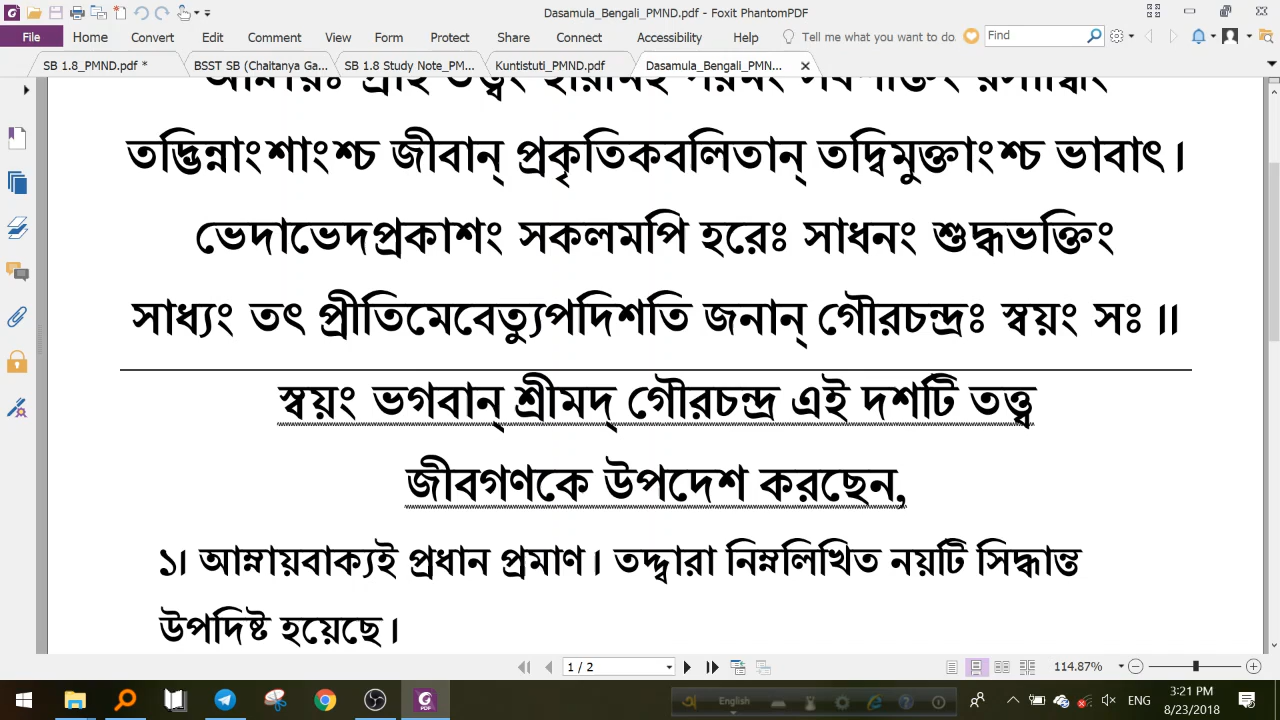 Dasamula_Bengali_PMND.pdf - Foxit PhantomPDF
File Home Convert Edit Comment View Form Protect Share Connect Accessibility Help Tell me what you want to do. Find
SB 1.8_PMND.pdf * BSST SB (Chaitanya Ga... SB 1.8 Study Note_PM... Kuntistuti_PMND.pdf Dasamula_Bengali_PMN...
তদ্ভিন্নাংশাংশ্চ জীবান্ প্রকৃতিকবলিতান্ তদ্বিমুক্তাংশ্চ ভাবাৎ।
ভেদাভেদপ্রকাশং সকলমপি হরেঃ সাধনং শুদ্ধভক্তিং
সাধ্যং তৎ প্রীতিমেবেত্যুপদিশতি জনান্ গৌরচন্দ্রঃ স্বয়ং সঃ॥
স্বয়ং ভগবান্ শ্রীমদ্ গৌরচন্দ্র এই দশটি তত্ত্ব
জীবগণকে উপদেশ করছেন,
১। আম্নায়বাক্যই প্রধান প্রমাণ। তদ্দ্বারা নিম্নলিখিত নয়টি সিদ্ধান্ত
উপদিষ্ট হয়েছে।
1 / 2 114.87%
English ENG 3:21 PM
8/23/2018